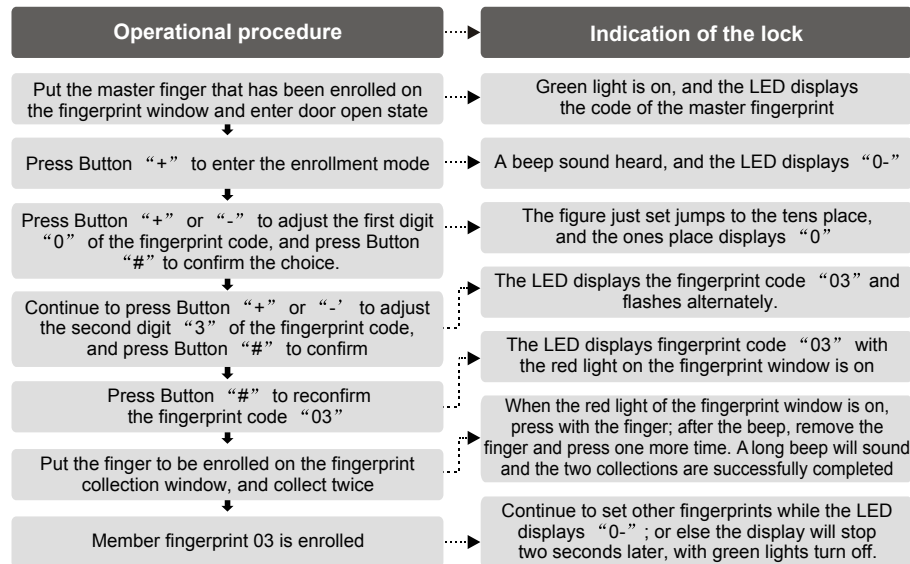 Operational procedure
Indication of the lock
Put the master finger that has been enrolled on
the fingerprint window and enter door open state
Green light is on, and the LED displays
the code of the master fingerprint
Press Button “+” to enter the enrollment mode
A beep sound heard, and the LED displays “0-”
Press Button “+” or “-” to adjust the first digit
“0” of the fingerprint code, and press Button
“#” to confirm the choice.
The figure just set jumps to the tens place,
and the ones place displays “0”
Continue to press Button “+” or “-’ to adjust
the second digit “3” of the fingerprint code,
and press Button “#” to confirm
The LED displays the fingerprint code “03” and
flashes alternately.
Press Button “#” to reconfirm
the fingerprint code “03”
The LED displays fingerprint code “03” with
the red light on the fingerprint window is on
Put the finger to be enrolled on the fingerprint
collection window, and collect twice
When the red light of the fingerprint window is on,
press with the finger; after the beep, remove the
finger and press one more time. A long beep will sound
and the two collections are successfully completed
Member fingerprint 03 is enrolled
Continue to set other fingerprints while the LED
displays “0-”; or else the display will stop
two seconds later, with green lights turn off.